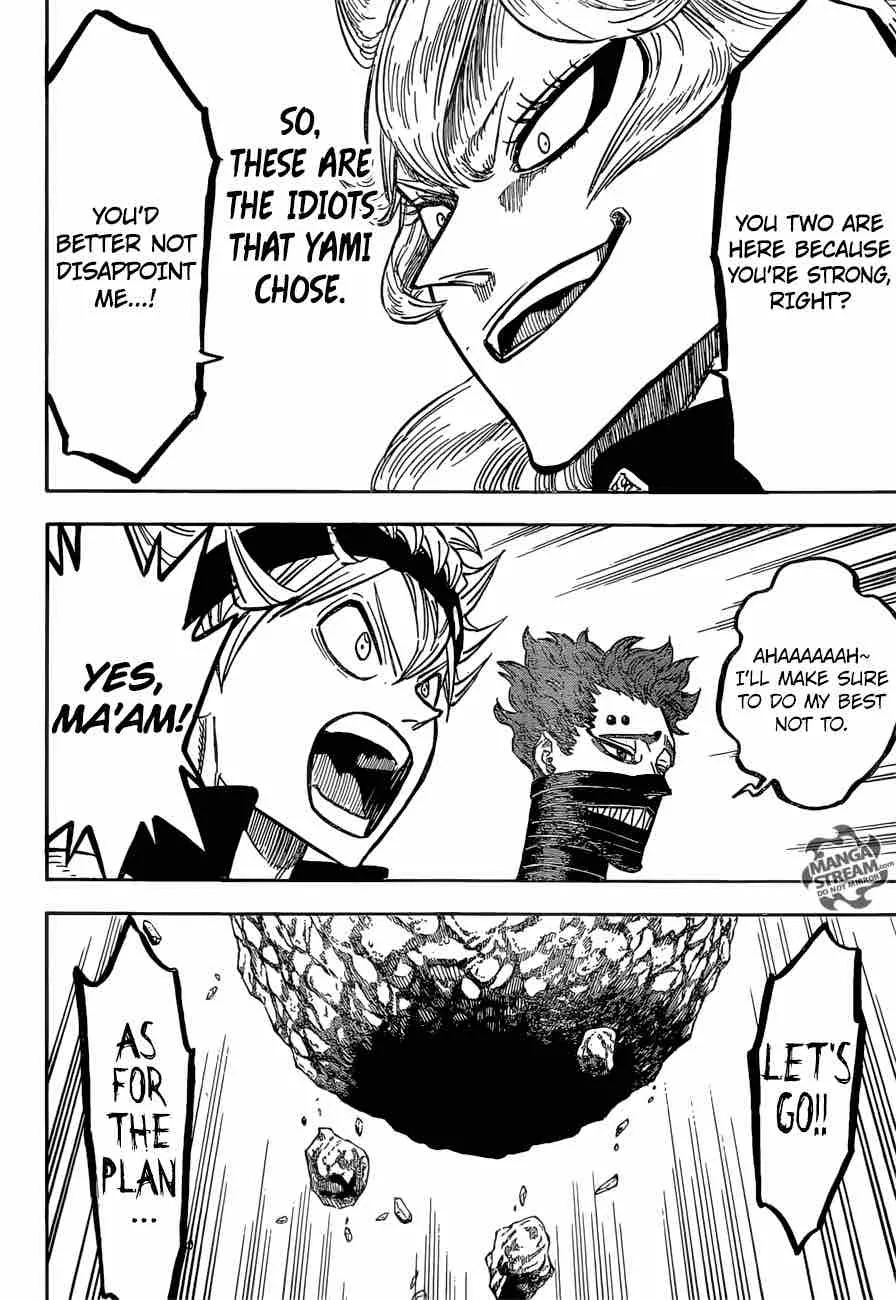 YOU TWO ARE
HERE BECAUSE
YOU'RE STRONG,
RIGHT?
SO,
THESE ARE
THE IDIOTS
THAT YAMI
CHOSE.
YOU'D
BETTER NOT
DISAPPOINT
ME...!
AHAAAAAAH~
I'LL MAKE SURE
TO DO MY BEST
NOT TO.
YES,
MA'AM!
MANGA
STREAM.com
DO NOT MIRROR
LET'S
GO!!
AS
FOR
THE
PLAN
...